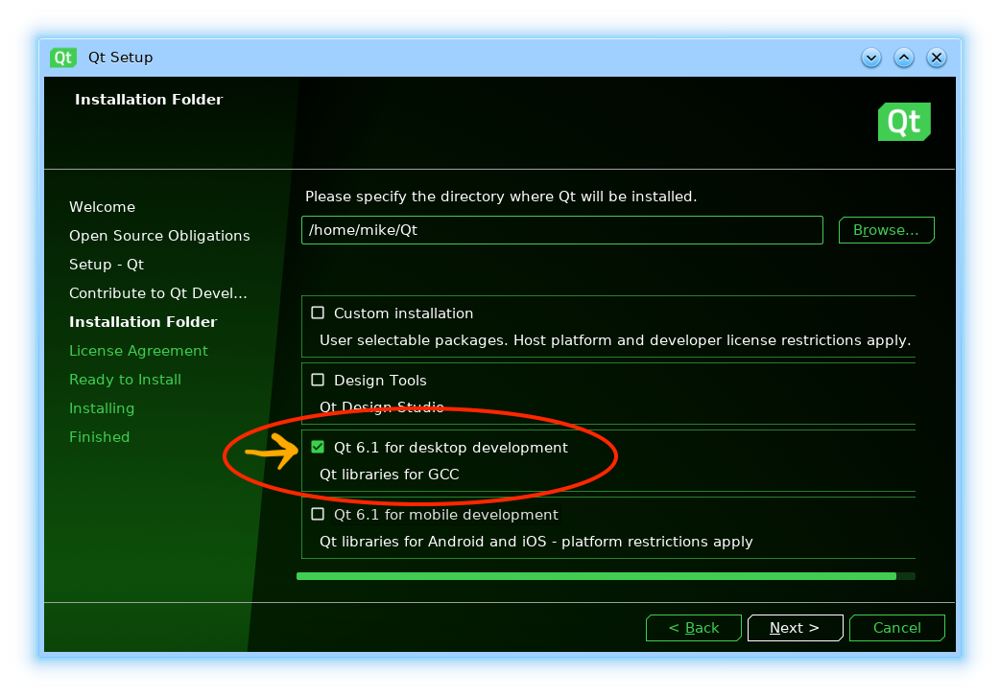 Qt Qt Setup
Installation Folder
Qt
Welcome
Open Source Obligations
Setup - Qt
Contribute to Qt Devel...
Installation Folder
License Agreement
Ready to Install
Installing
Finished
Please specify the directory where Qt will be installed.
/home/mike/Qt
Browse...
Custom installation
User selectable packages. Host platform and developer license restrictions apply.
Design Tools
Qt Design Studio
Qt 6.1 for desktop development
Qt libraries for GCC
Qt 6.1 for mobile development
Qt libraries for Android and iOS - platform restrictions apply
< Back
Next >
Cancel